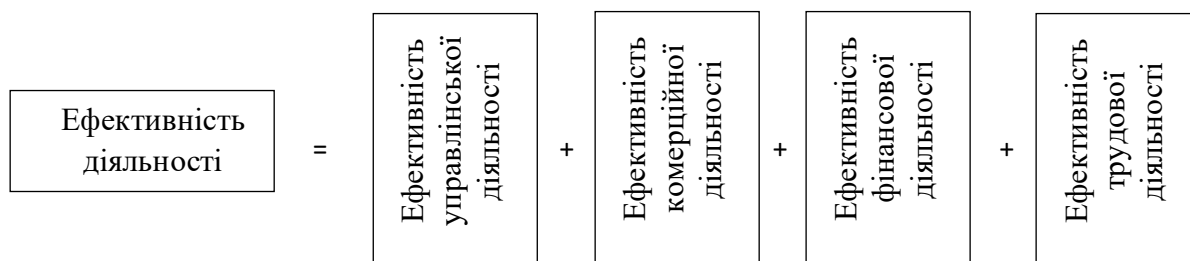 Ефективність
діяльності
=
Ефективність
управлінської
діяльності
+
Ефективність
комерційної
діяльності
+
Ефективність
фінансової
діяльності
+
Ефективність
трудової
діяльності